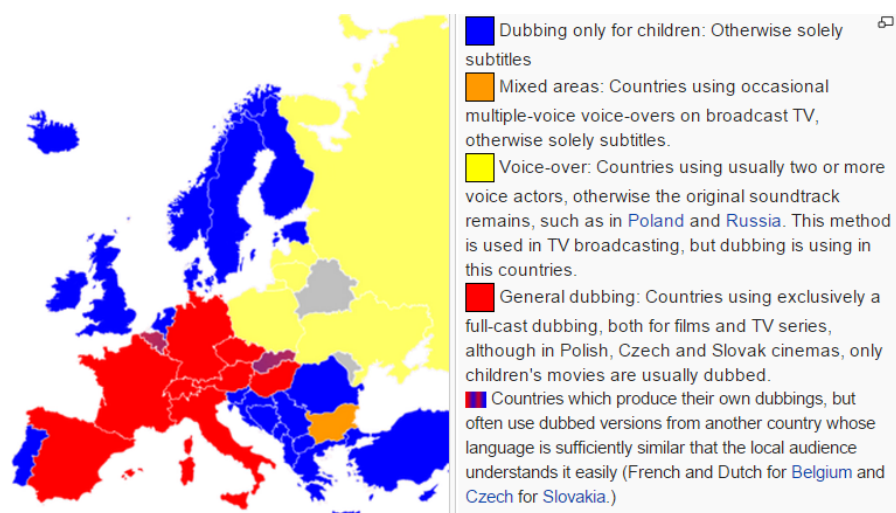 Dubbing only for children: Otherwise solely
subtitles
Mixed areas: Countries using occasional
multiple-voice voice-overs on broadcast TV,
otherwise solely subtitles.
Voice-over: Countries using usually two or more
voice actors, otherwise the original soundtrack
remains, such as in Poland and Russia. This method
is used in TV broadcasting, but dubbing is using in
this countries.
General dubbing: Countries using exclusively a
full-cast dubbing, both for films and TV series,
although in Polish, Czech and Slovak cinemas, only
children's movies are usually dubbed.
Countries which produce their own dubbings, but
often use dubbed versions from another country whose
language is sufficiently similar that the local audience
understands it easily (French and Dutch for Belgium and
Czech for Slovakia.)